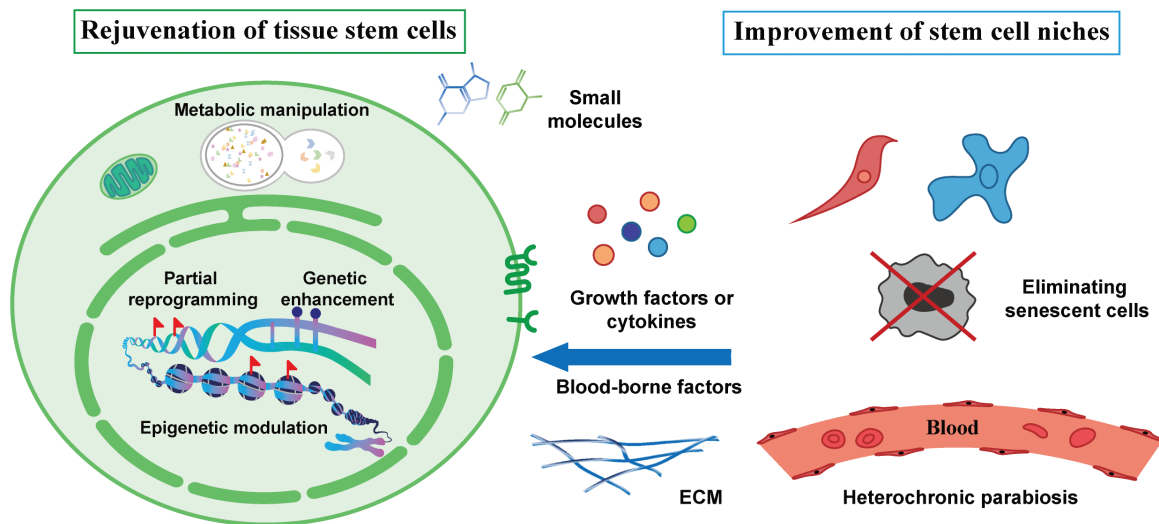 Rejuvenation of tissue stem cells
Metabolic manipulation
Partial
reprogramming
Genetic
enhancement
Epigenetic modulation
Small
molecules
Growth factors or
cytokines
Blood-borne factors
ECM
Improvement of stem cell niches
Eliminating
senescent cells
Blood
Heterochronic parabiosis